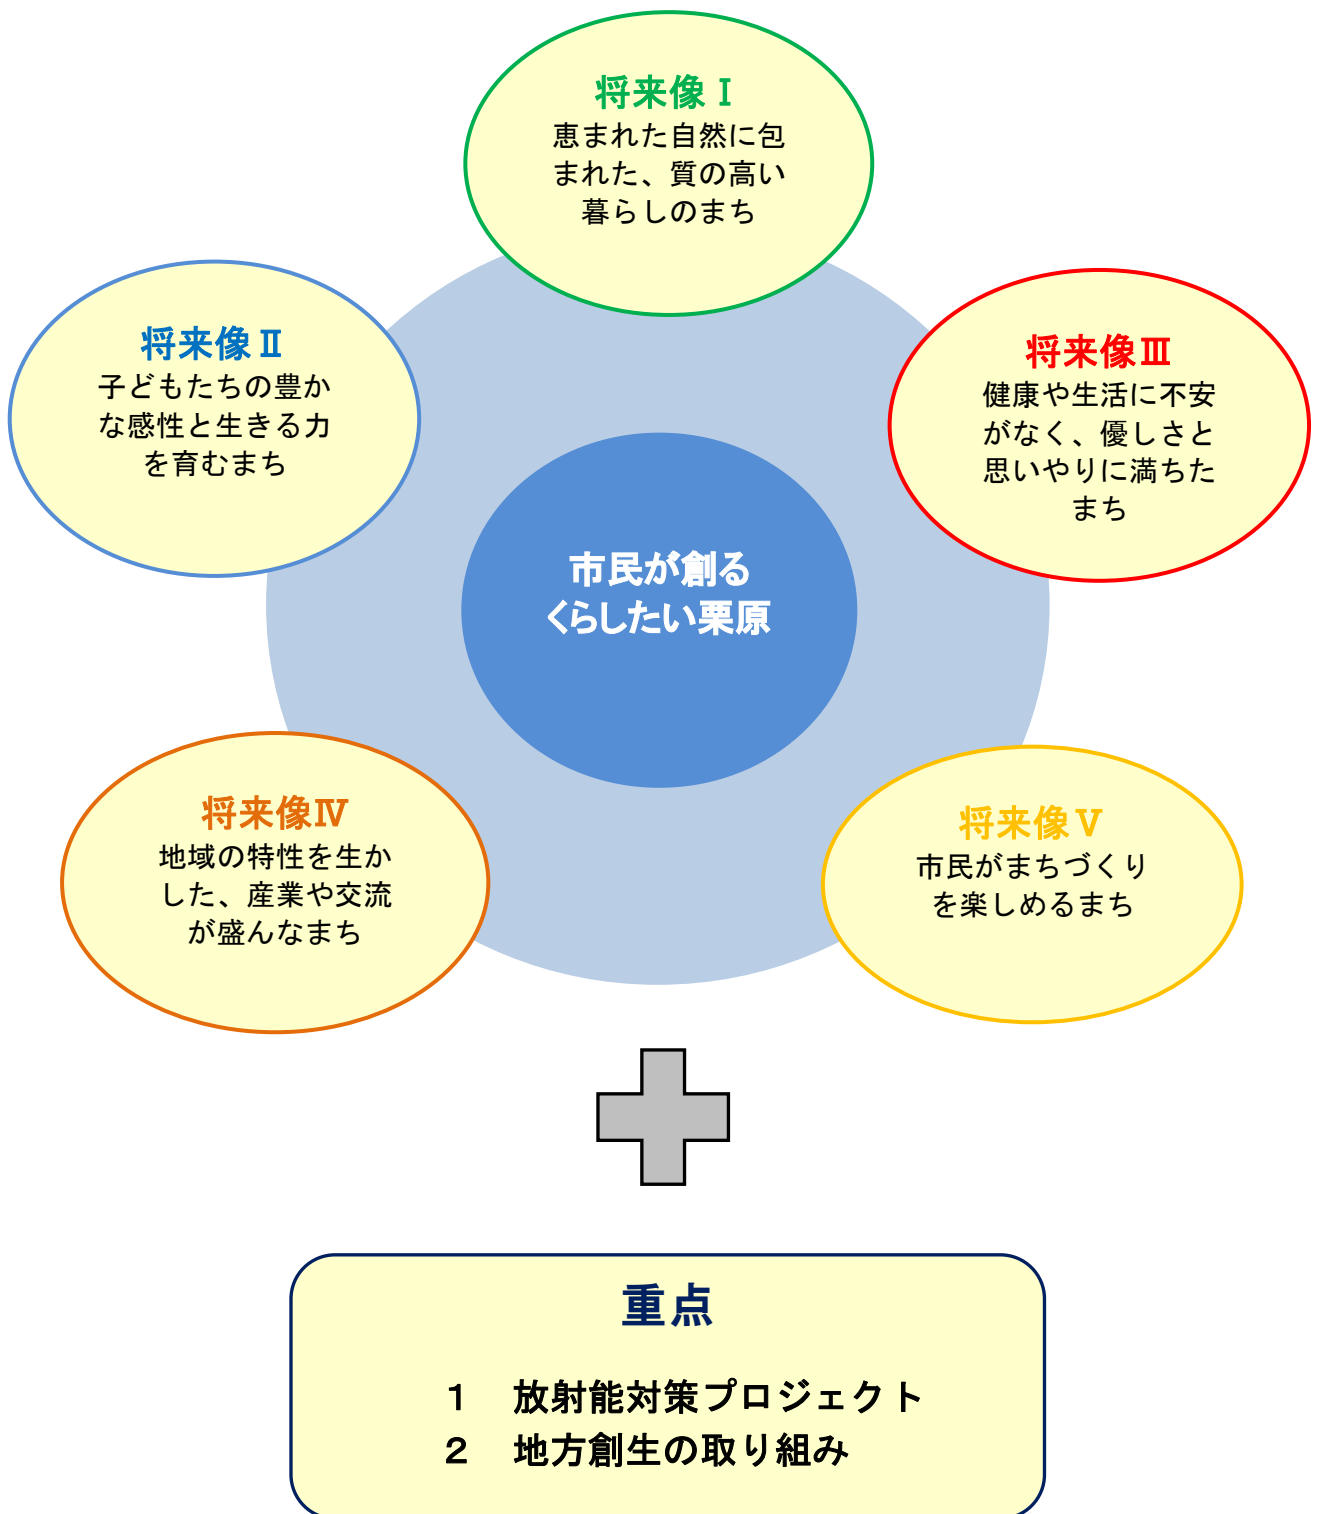 将来像Ⅰ
恵まれた自然に包
まれた、質の高い
暮らしのまち
将来像Ⅱ
子どもたちの豊か
な感性と生きる力
を育むまち
将来像Ⅲ
健康や生活に不安
がなく、優しさと
思いやりに満ちた
まち
市民が創る
くらしたい栗原
将来像Ⅳ
地域の特性を生か
した、産業や交流
が盛んなまち
将来像Ⅴ
市民がまちづくり
を楽しめるまち
重点
１　放射能対策プロジェクト
２　地方創生の取り組み